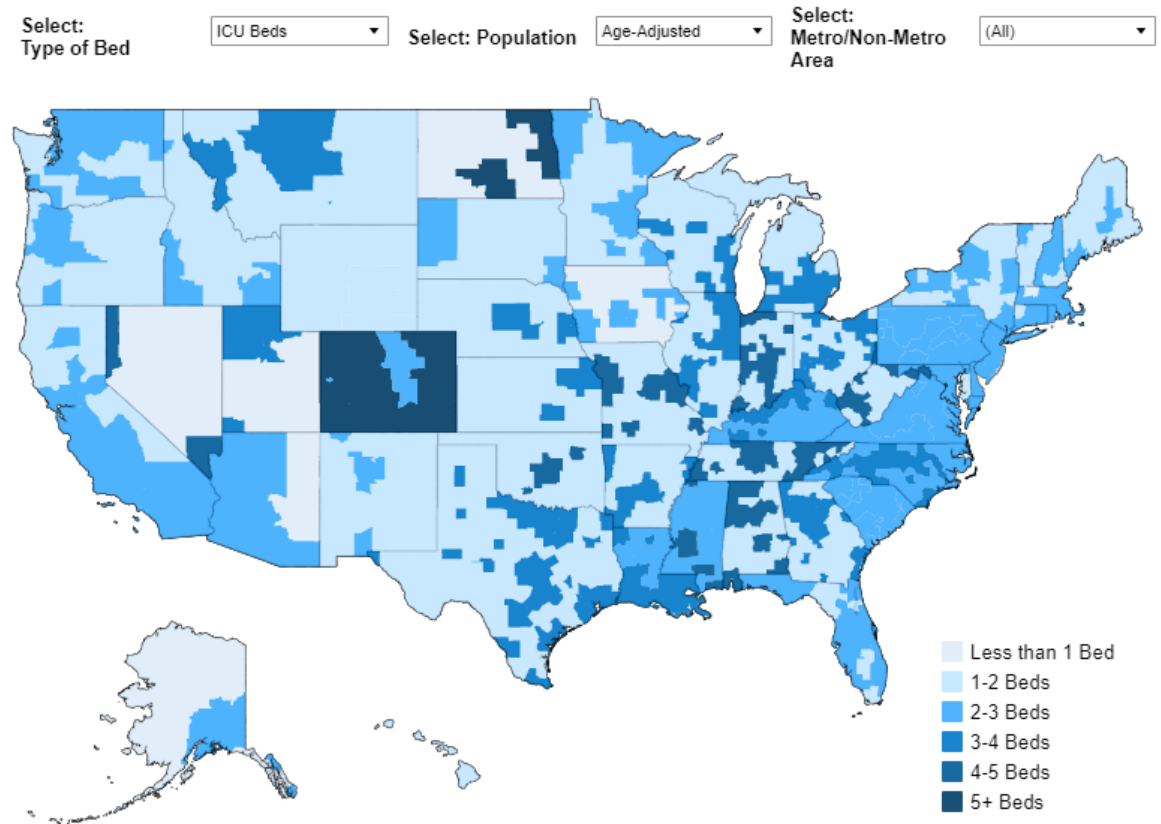 Select:
Type of Bed
ICU Beds
Select: Population
Age-Adjusted
Select:
Metro/Non-Metro
Area
(All)
Less than 1 Bed
1-2 Beds
2-3 Beds
3-4 Beds
4-5 Beds
5+ Beds